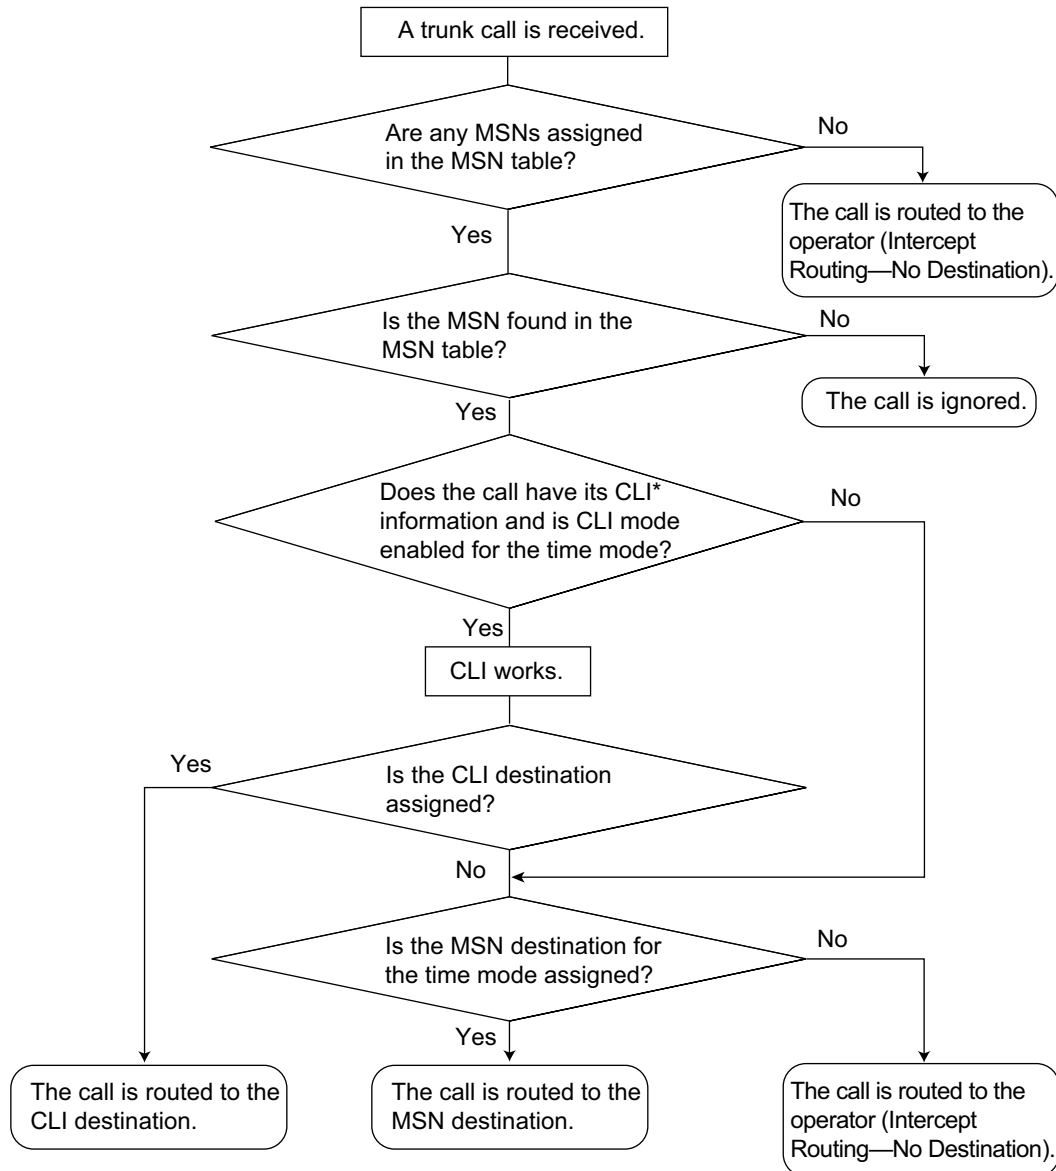 A trunk call is received.
Are any MSNs assigned
in the MSN table?
No
The call is routed to the
operator (Intercept
Routing—No Destination).
Yes
Is the MSN found in the
MSN table?
No
The call is ignored.
Yes
Does the call have its CLI*
information and is CLI mode
enabled for the time mode?
No
Yes
CLI works.
Yes
Is the CLI destination
assigned?
No
Is the MSN destination for
the time mode assigned?
No
Yes
The call is routed to the
CLI destination.
The call is routed to the
MSN destination.
The call is routed to the
operator (Intercept
Routing—No Destination).